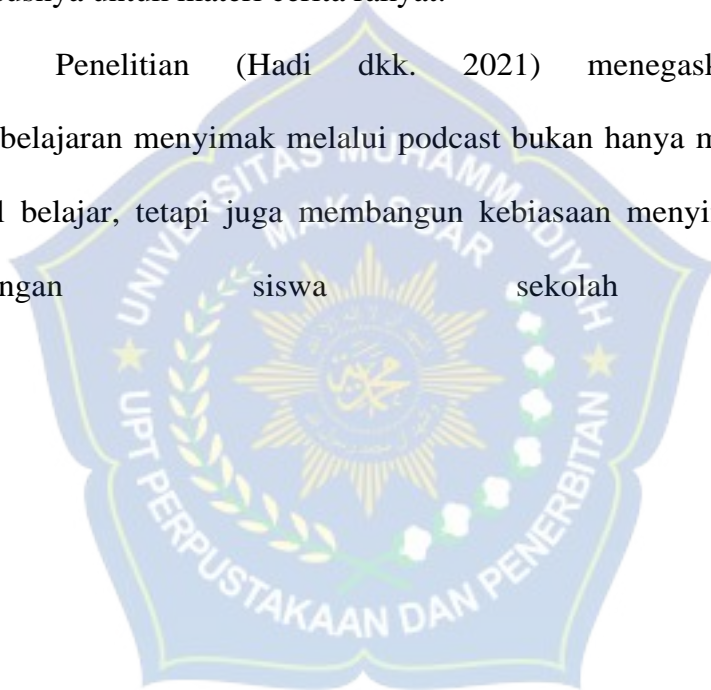 untuk materi cerita rakyat.
Penelitian (Hadi dkk. 2021) menegask
belajaran menyimak melalui podcast bukan hanya m
l belajar, tetapi juga membangun kebiasaan menyi
ngan siswa sekolah
UNIVERSITAS MUHAMMADIYAH
MAKASSAR
UPT PERPUSTAKAAN DAN PENERBITAN